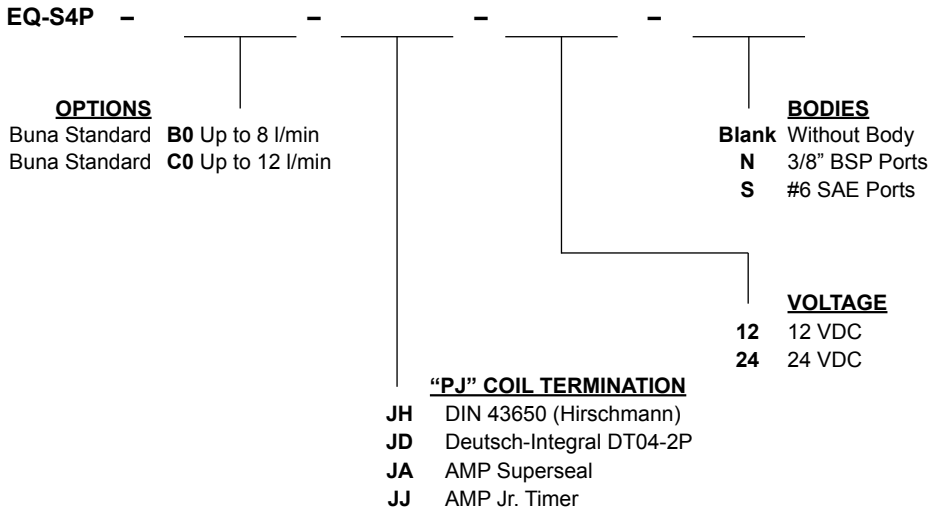 EQ-S4P – – – –
OPTIONS
Buna Standard B0 Up to 8 l/min
Buna Standard C0 Up to 12 l/min
BODIES
Blank Without Body
N 3/8” BSP Ports
S #6 SAE Ports
VOLTAGE
12 12 VDC
24 24 VDC
“PJ” COIL TERMINATION
JH DIN 43650 (Hirschmann)
JD Deutsch-Integral DT04-2P
JA AMP Superseal
JJ AMP Jr. Timer